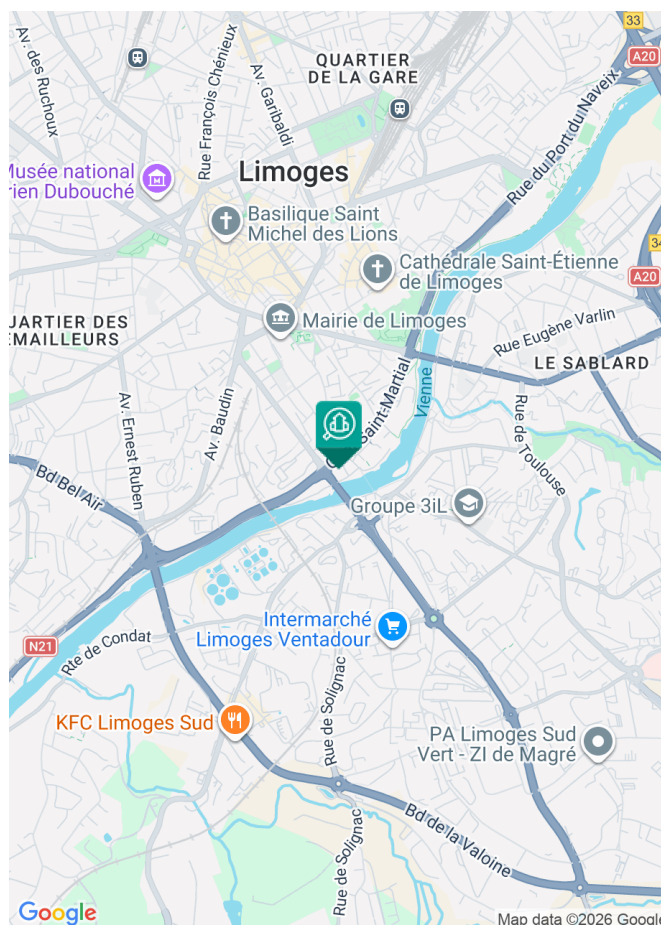 33
A20
QUARTIER
DE LA GARE
Av. des Ruchoux
Rue François Chénieux
Av. Garibaldi
Rue du Port du Naveix
Musée national
rien Dubouché
Limoges
Basilique Saint
Michel des Lions
Cathédrale Saint-Étienne
de Limoges
34
A20
Mairie de Limoges
UARTIER DES
EMAILLEURS
Rue Eugène Varlin
LE SABLARD
Saint-Martial
Vienne
Av. Ernest Ruben
Av. Baudin
Rue de Toulouse
Bd Bel Air
Groupe 3iL
Intermarché
Limoges Ventadour
N21
Rte de Condat
Rue de Solignac
KFC Limoges Sud
PA Limoges Sud
Vert - ZI de Magré
Bd de la Valoine
Rue de Solignac
Google
Map data ©2026 Google